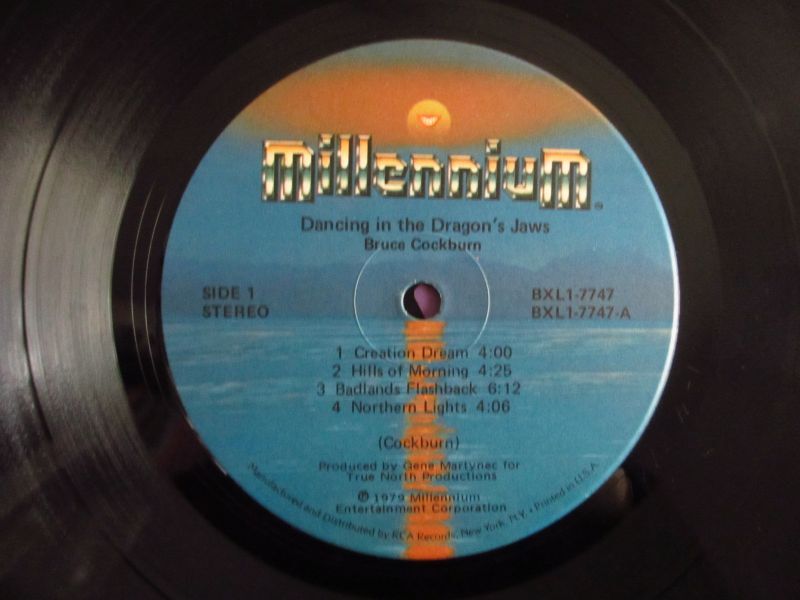 millennium®
Dancing in the Dragon's Jaws
Bruce Cockburn
SIDE 1
STEREO
BXL1-7747
BXL1-7747-A
1 Creation Dream 4:00
2 Hills of Morning 4:25
3 Badlands Flashback 6:12
4 Northern Lights 4:06
(Cockburn)
Produced by Gene Martynec for
True North Productions
℗ 1979 Millennium
Entertainment Corporation
Manufactured and Distributed by RCA Records, New York, N.Y. • Printed in U.S.A.